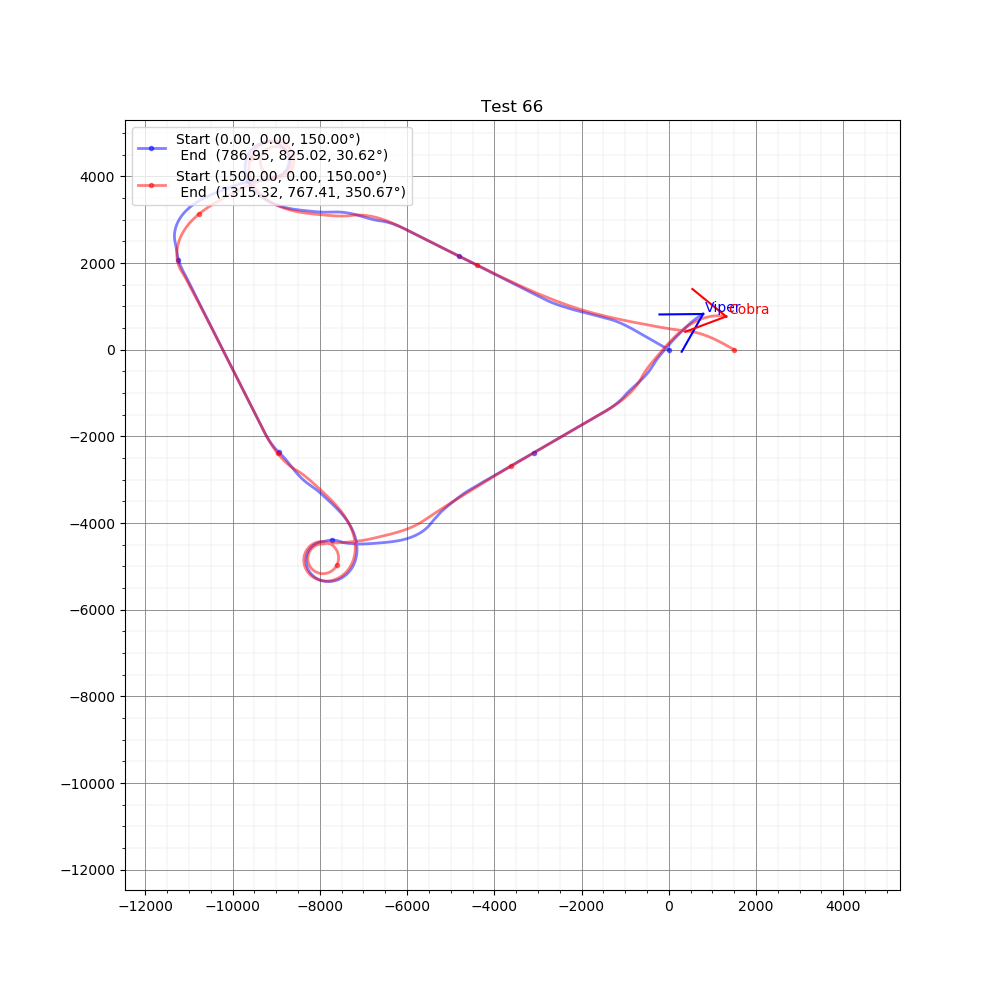 Test 66
Start (0.00, 0.00, 150.00°)
End (786.95, 825.02, 30.62°)
Start (1500.00, 0.00, 150.00°)
End (1315.32, 767.41, 350.67°)
4000
2000
0
−2000
−4000
−6000
−8000
−10000
−12000
Viper
Cobra
−12000 −10000 −8000 −6000 −4000 −2000 0 2000 4000